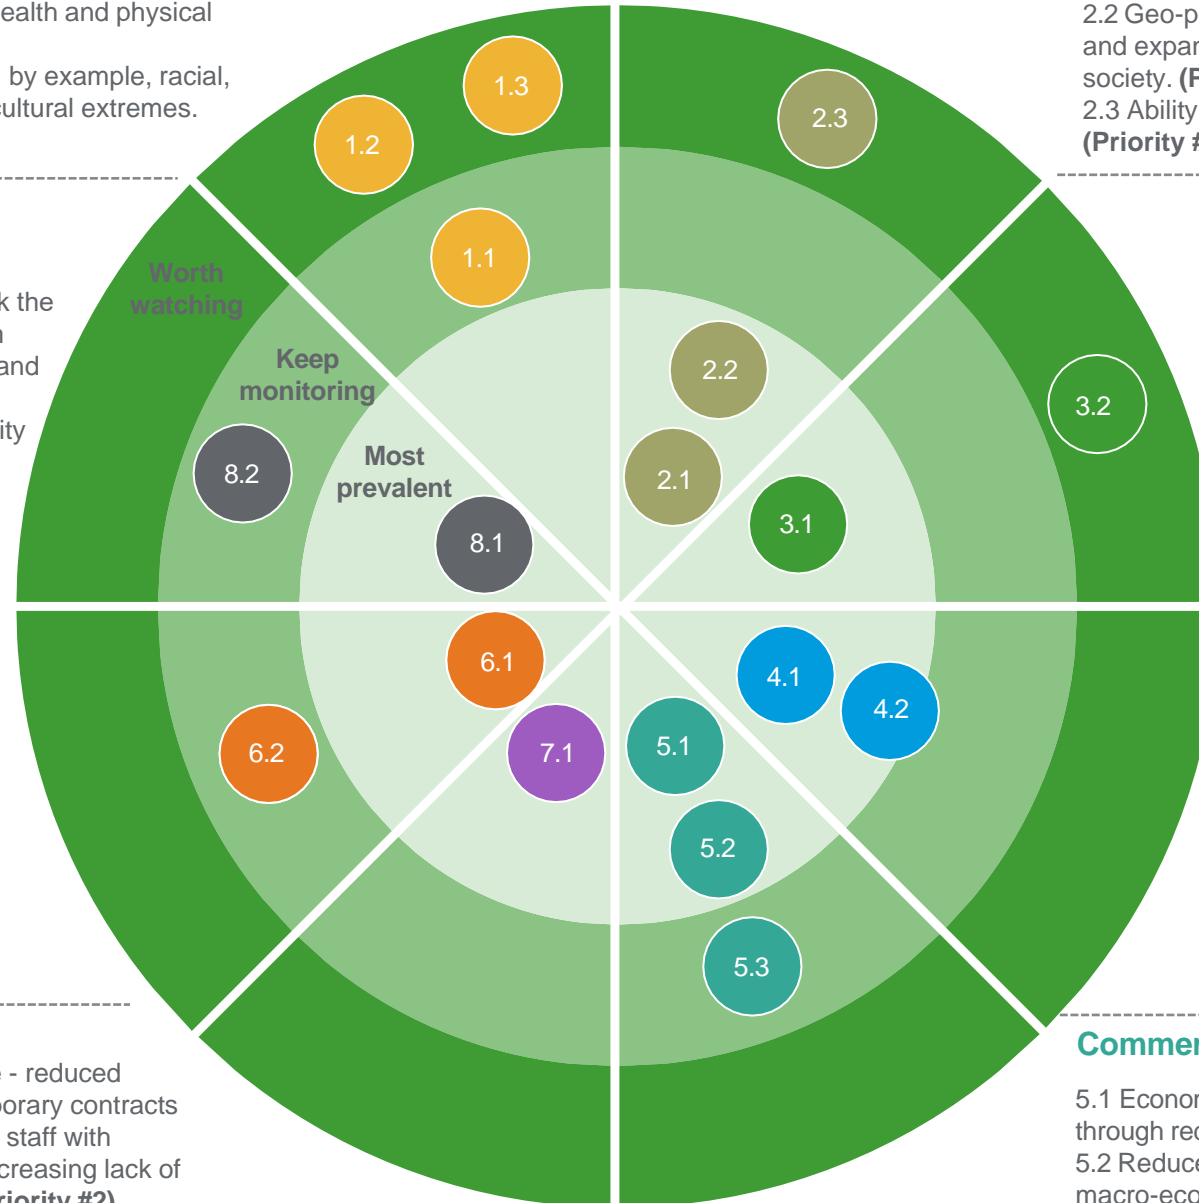 ealth and physical
by example, racial,
cultural extremes.
k the
and
ity
2.2 Geo-p
and expan
society. (P
2.3 Ability
(Priority #
Worth
watching
Keep
monitoring
Most
prevalent
1.3
1.2
1.1
2.3
2.2
2.1
3.2
3.1
8.2
8.1
6.1
6.2
7.1
4.1
4.2
5.1
5.2
5.3
- reduced
porary contracts
staff with
creasing lack of
riority #2)
Commer
5.1 Econor
through rec
5.2 Reduce
macro-eco